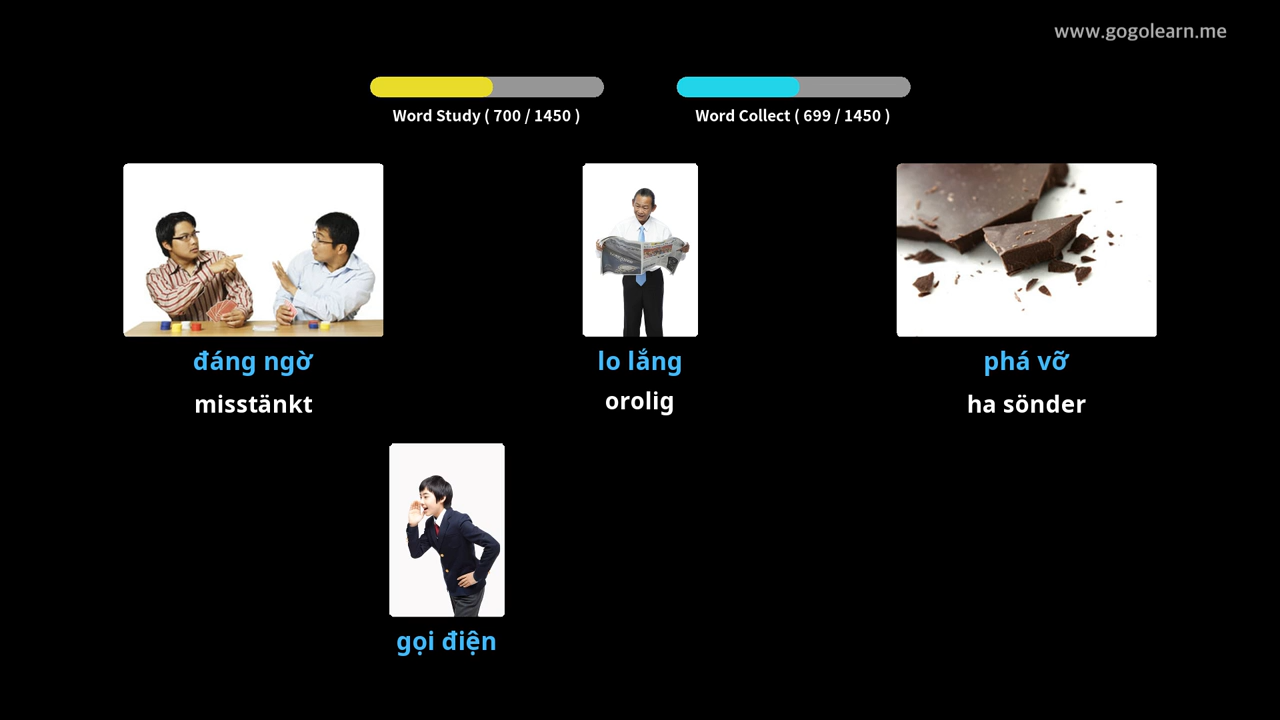 www.gogolearn.me
Word Study ( 700 / 1450 )
Word Collect ( 699 / 1450 )
đáng ngờ
misstänkt
lo lắng
orolig
phá vỡ
ha sönder
gọi điện